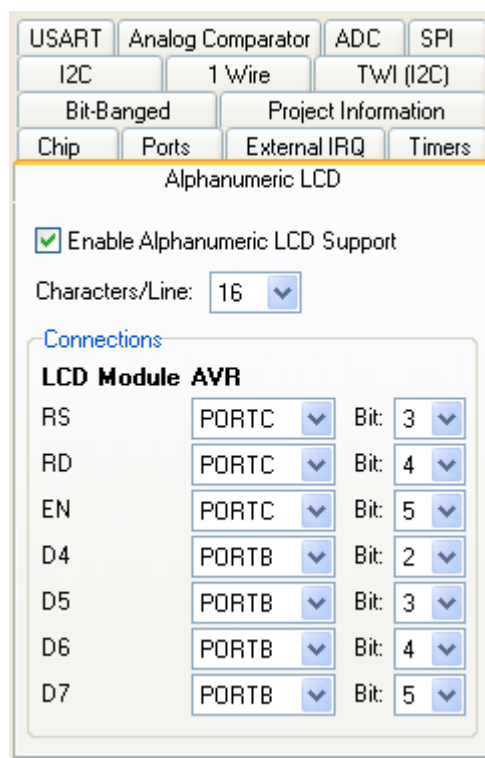 USART Analog Comparator ADC SPI
I2C 1 Wire TWI (I2C)
Bit-Banged Project Information
Chip Ports External IRQ Timers
Alphanumeric LCD
Enable Alphanumeric LCD Support
Characters/Line: 16
Connections
LCD Module AVR
RS PORTC Bit: 3
RD PORTC Bit: 4
EN PORTC Bit: 5
D4 PORTB Bit: 2
D5 PORTB Bit: 3
D6 PORTB Bit: 4
D7 PORTB Bit: 5